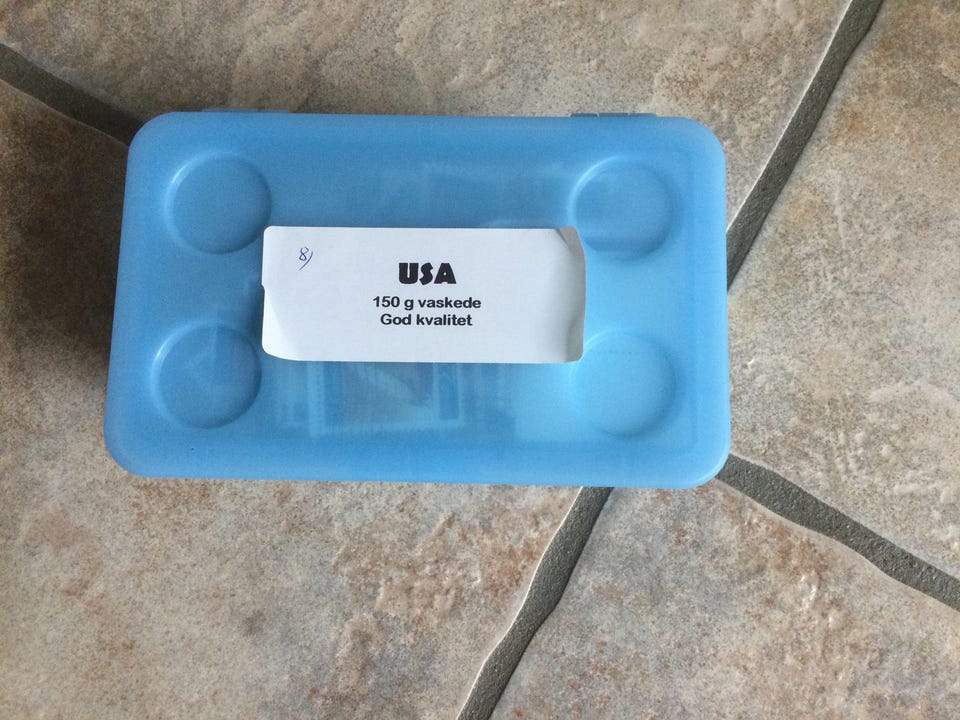 8)
USA
150 g vaskede
God kvalitet